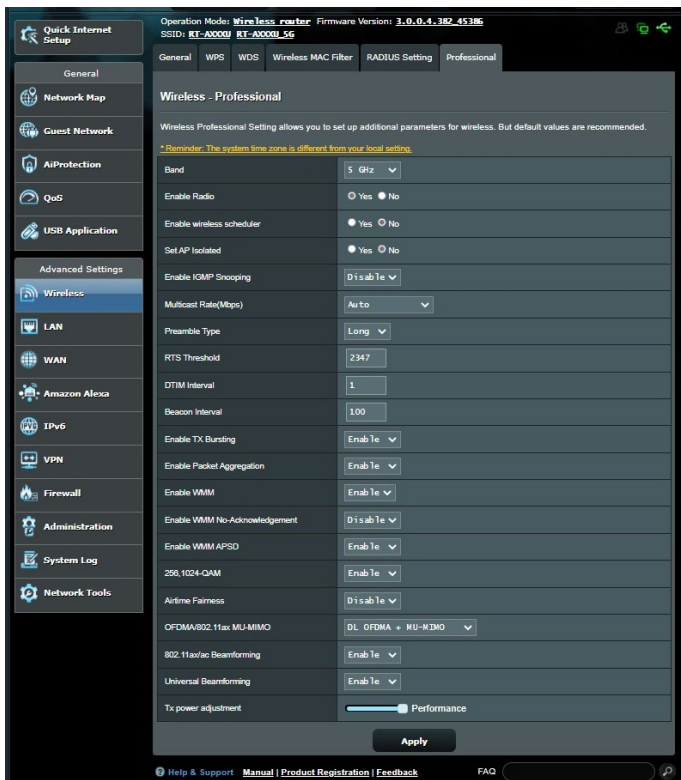 Quick Internet
Setup
Operation Mode: Wireless router Firmware Version: 3.0.0.4.382_45386
SSID: RT-AXXXU RT-AXXXU_5G
General WPS WDS Wireless MAC Filter RADIUS Setting Professional
General
Network Map
Guest Network
AiProtection
QoS
USB Application
Advanced Settings
Wireless
LAN
WAN
Amazon Alexa
IPv6
VPN
Firewall
Administration
System Log
Network Tools
Wireless - Professional
Wireless Professional Setting allows you to set up additional parameters for wireless. But default values are recommended.
* Reminder: The system time zone is different from your local setting.
Band 5 GHz
Enable Radio Yes No
Enable wireless scheduler Yes No
Set AP Isolated Yes No
Enable IGMP Snooping Disable
Multicast Rate(Mbps) Auto
Preamble Type Long
RTS Threshold 2347
DTIM Interval 1
Beacon Interval 100
Enable TX Bursting Enable
Enable Packet Aggregation Enable
Enable WMM Enable
Enable WMM No-Acknowledgement Disable
Enable WMM APSD Enable
256,1024-QAM Enable
Airtime Fairness Disable
OFDMA/802.11ax MU-MIMO DL OFDMA + MU-MIMO
802.11ax/ac Beamforming Enable
Universal Beamforming Enable
Tx power adjustment Performance
Apply
Help & Support Manual | Product Registration | Feedback FAQ